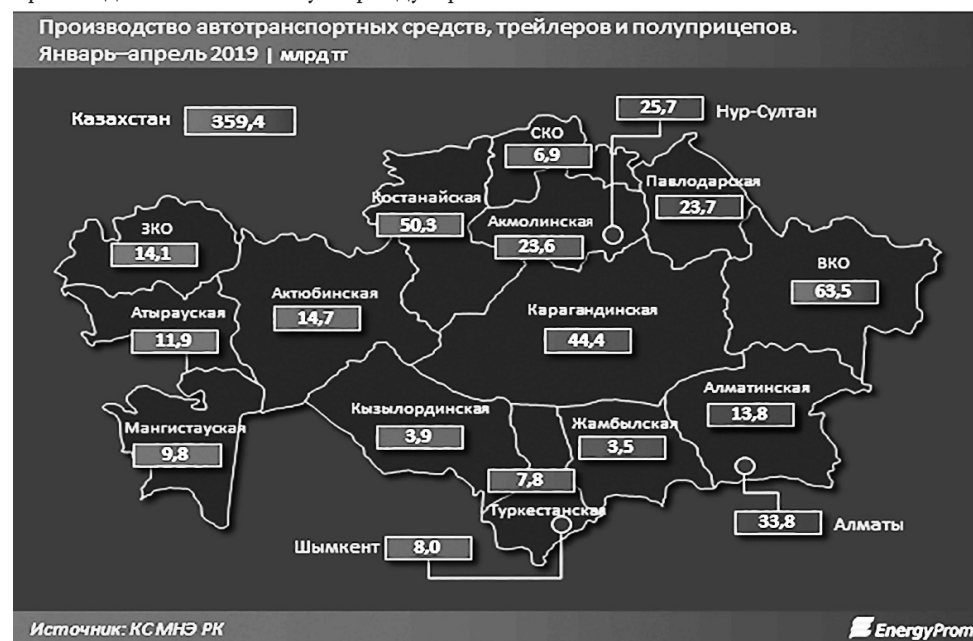 Производство автотранспортных средств, трейлеров и полуприцепов.
Январь–апрель 2019 | млрд тг
Казахстан 359,4
25,7 Нур-Султан
СКО
6,9
Павлодарская
23,7
Костанайская
50,3
Акмолинская
23,6
ЗКО
14,1
ВКО
63,5
Актюбинская
14,7
Карагандинская
44,4
Атырауская
11,9
Алматинская
13,8
Кызылординская
3,9
Жамбылская
3,5
Мангистауская
9,8
7,8
Туркестанская
33,8 Алматы
Шымкент 8,0
Источник: КСМНЭ РК
EnergyProm